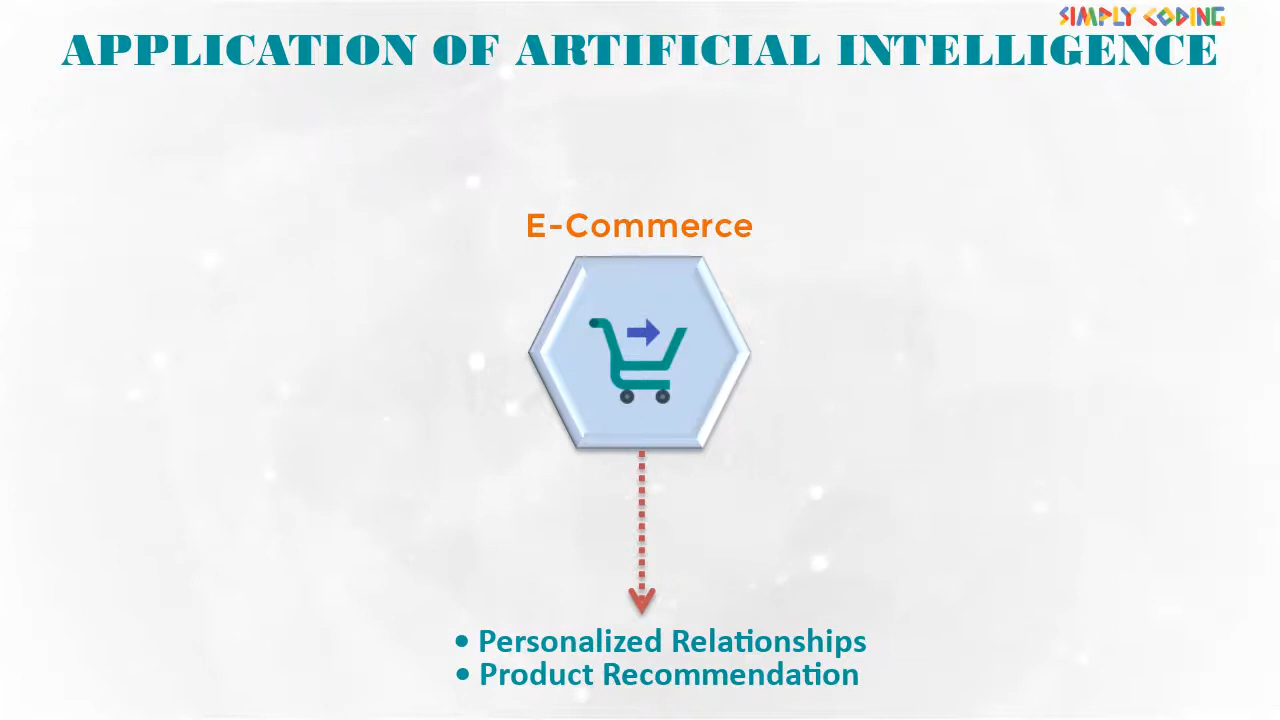 SIMPLY CODING
APPLICATION OF ARTIFICIAL INTELLIGENCE
E-Commerce
• Personalized Relationships
• Product Recommendation